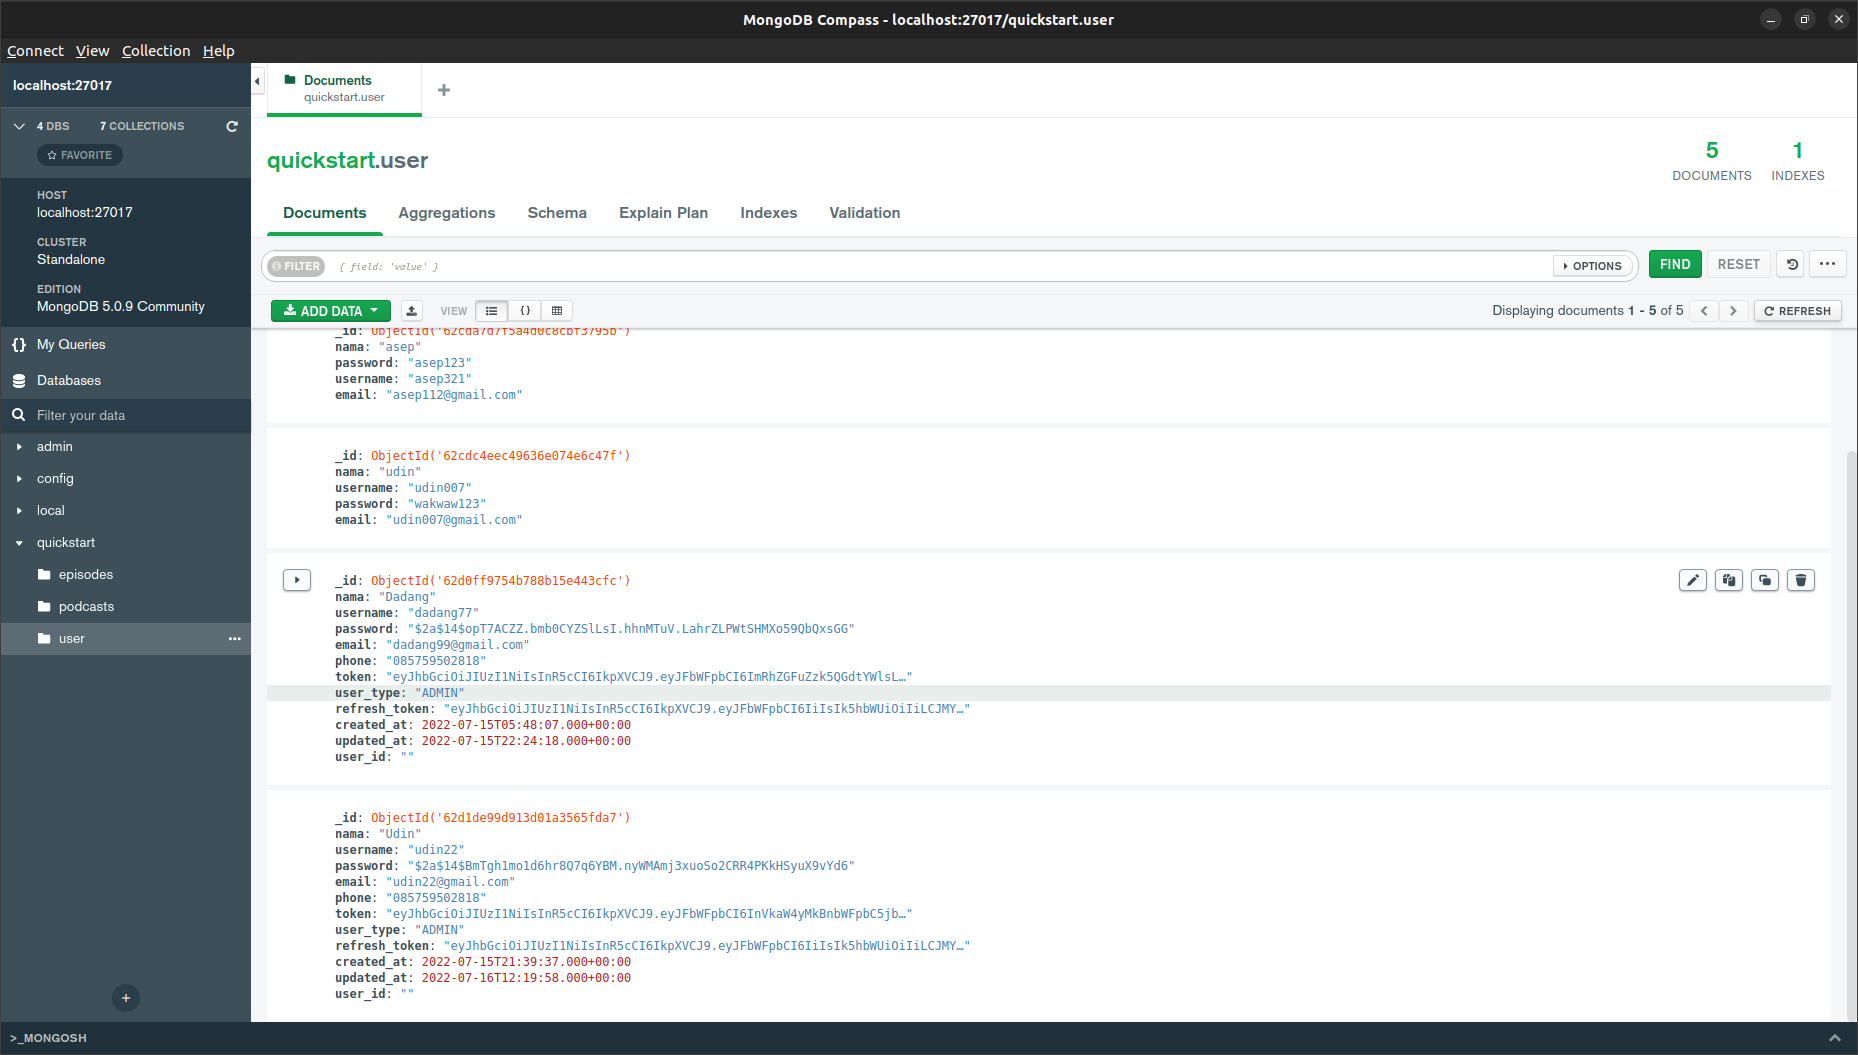 MongoDB Compass - localhost:27017/quickstart.user
Connect View Collection Help
localhost:27017
4 DBS 7 COLLECTIONS
FAVORITE
HOST
localhost:27017
CLUSTER
Standalone
EDITION
MongoDB 5.0.9 Community
{} My Queries
Databases
Filter your data
admin
config
local
quickstart
episodes
podcasts
user
Documents
quickstart.user
quickstart.user
5
DOCUMENTS
1
INDEXES
Documents Aggregations Schema Explain Plan Indexes Validation
FILTER { field: 'value' } OPTIONS FIND RESET
ADD DATA VIEW {} Displaying documents 1 - 5 of 5 REFRESH
_id: ObjectId('62cda7d7f5a4d0c8cbf3795b')
nama: "asep"
password: "asep123"
username: "asep321"
email: "asep112@gmail.com"
_id: ObjectId('62cdc4eec49636e074e6c47f')
nama: "udin"
username: "udin007"
password: "wakwaw123"
email: "udin007@gmail.com"
_id: ObjectId('62d0ff9754b788b15e443cfc')
nama: "Dadang"
username: "dadang77"
password: "$2a$14$opT7ACZZ.bmb0CYZSlLsI.hhnMTuV.LahrZLPWtSHMXo59QbQxsGG"
email: "dadang99@gmail.com"
phone: "085759502818"
token: "eyJhbGciOiJIUzI1NiIsInR5cCI6IkpXVCJ9.eyJFbWFpbCI6ImRhZGFuZzk5QGdtYWlsL…"
user_type: "ADMIN"
refresh_token: "eyJhbGciOiJIUzI1NiIsInR5cCI6IkpXVCJ9.eyJFbWFpbCI6IiIsIk5hbWUiOiIiLCJMY…"
created_at: 2022-07-15T05:48:07.000+00:00
updated_at: 2022-07-15T22:24:18.000+00:00
user_id: ""
_id: ObjectId('62d1de99d913d01a3565fda7')
nama: "Udin"
username: "udin22"
password: "$2a$14$BmTgh1mo1d6hr8Q7q6YBM.nyWMAmj3xuoSo2CRR4PKkHSyuX9vYd6"
email: "udin22@gmail.com"
phone: "085759502818"
token: "eyJhbGciOiJIUzI1NiIsInR5cCI6IkpXVCJ9.eyJFbWFpbCI6InVkaW4yMkBnbWFpbC5jb…"
user_type: "ADMIN"
refresh_token: "eyJhbGciOiJIUzI1NiIsInR5cCI6IkpXVCJ9.eyJFbWFpbCI6IiIsIk5hbWUiOiIiLCJMY…"
created_at: 2022-07-15T21:39:37.000+00:00
updated_at: 2022-07-16T12:19:58.000+00:00
user_id: ""
>_MONGOSH